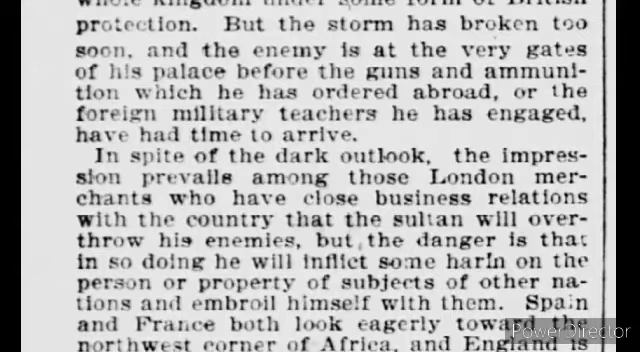 whole kingdom under some form of British
protection. But the storm has broken too
soon, and the enemy is at the very gates
of his palace before the guns and ammuni-
tion which he has ordered abroad, or the
foreign military teachers he has engaged,
have had time to arrive.
In spite of the dark outlook, the impres-
sion prevails among those London mer-
chants who have close business relations
with the country that the sultan will over-
throw his enemies, but the danger is that
in so doing he will inflict some harm on the
person or property of subjects of other na-
tions and embroil himself with them. Spain
and France both look eagerly toward the
northwest corner of Africa, and England is
PowerDirector